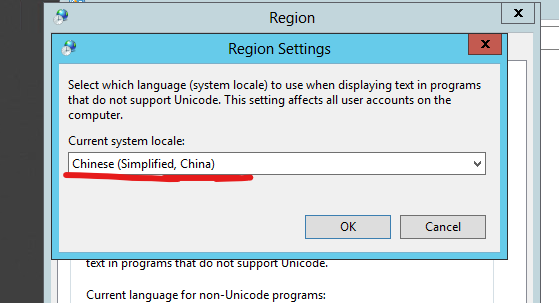 Region
x
Region Settings
x
Select which language (system locale) to use when displaying text in programs
that do not support Unicode. This setting affects all user accounts on the
computer.
Current system locale:
Chinese (Simplified, China)
OK
Cancel
text in programs that do not support Unicode.
Current language for non-Unicode programs: